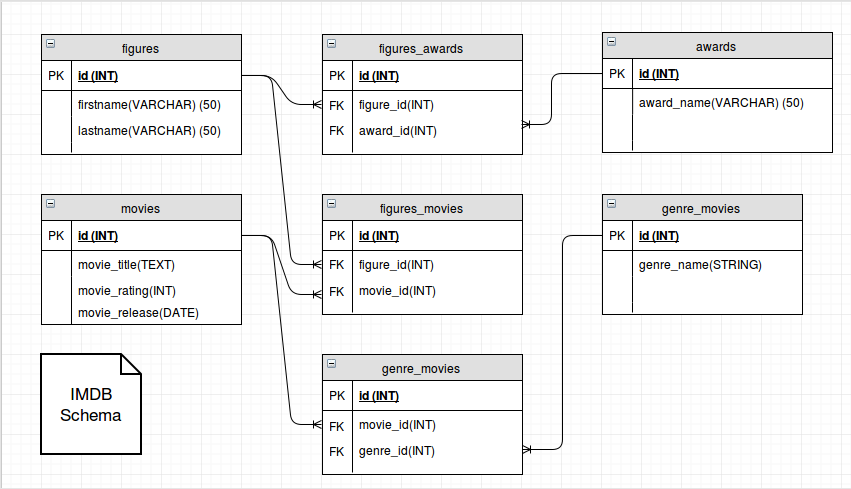 figures
PK id (INT)
firstname(VARCHAR) (50)
lastname(VARCHAR) (50)
figures_awards
PK id (INT)
FK figure_id(INT)
FK award_id(INT)
awards
PK id (INT)
award_name(VARCHAR) (50)
movies
PK id (INT)
movie_title(TEXT)
movie_rating(INT)
movie_release(DATE)
figures_movies
PK id (INT)
FK figure_id(INT)
FK movie_id(INT)
genre_movies
PK id (INT)
genre_name(STRING)
IMDB
Schema
genre_movies
PK id (INT)
FK movie_id(INT)
FK genre_id(INT)